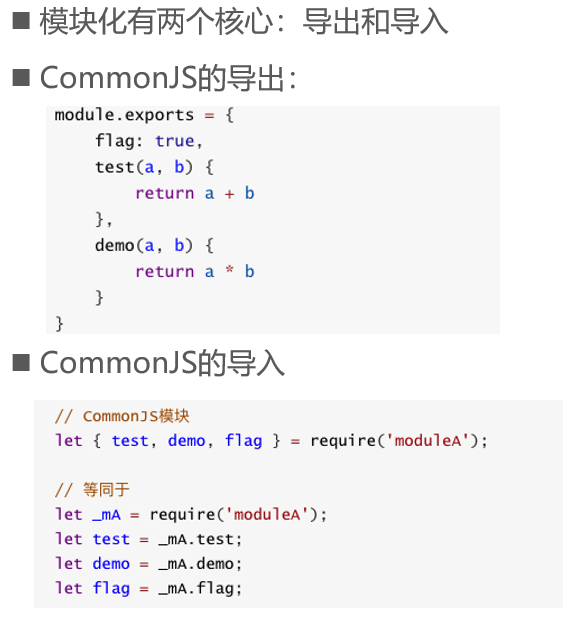 ■ 模块化有两个核心：导出和导入
■ CommonJS的导出：
module.exports = {
    flag: true,
    test(a, b) {
        return a + b
    },
    demo(a, b) {
        return a * b
    }
}
■ CommonJS的导入
// CommonJS模块
let { test, demo, flag } = require('moduleA');

// 等同于
let _mA = require('moduleA');
let test = _mA.test;
let demo = _mA.demo;
let flag = _mA.flag;